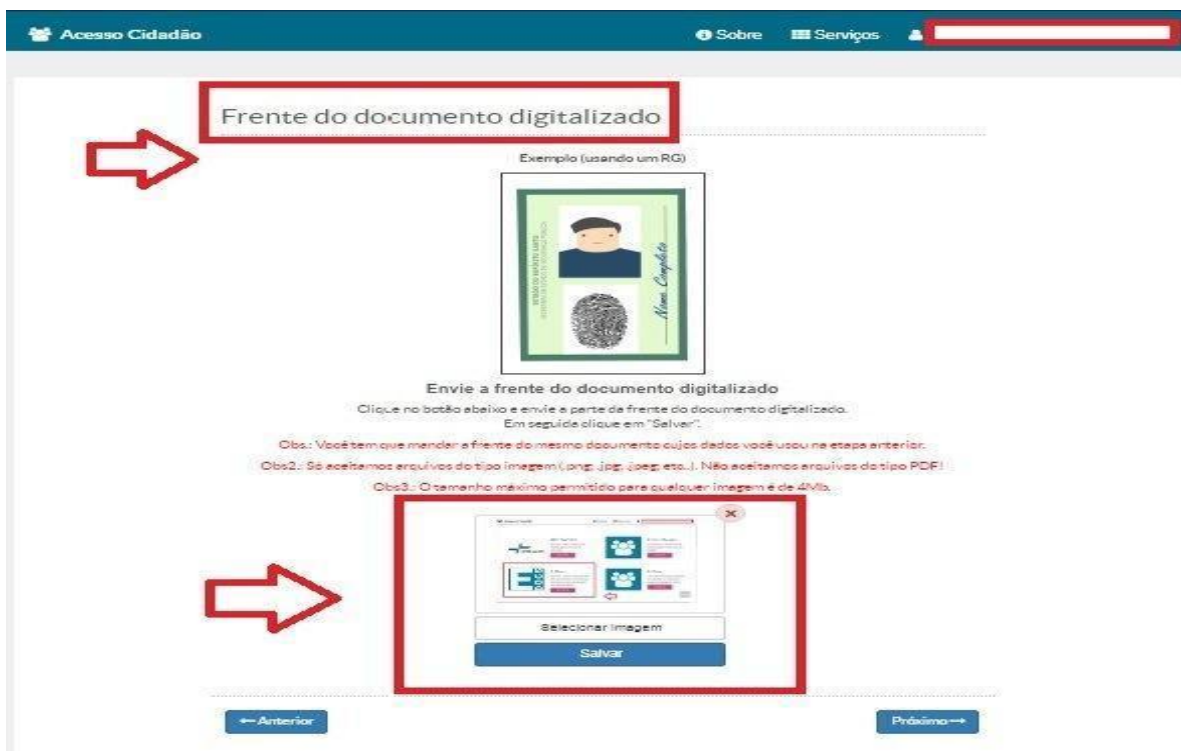 Acesso Cidadão
Sobre
Serviços
Frente do documento digitalizado
Exemplo (usando um RG)
Nome Completo
Envie a frente do documento digitalizado
Clique no botão abaixo e envie a parte da frente do documento digitalizado.
Em seguida clique em "Salvar".
Obs.: Você tem que mandar a frente do mesmo documento cujos dados você usou na etapa anterior.
Obs2.: Só aceitamos arquivos do tipo imagem (.png, .jpg, .jpeg, etc..). Não aceitamos arquivos do tipo PDF!
Obs3.: O tamanho máximo permitido para qualquer imagem é de 4Mb.
Selecionar Imagem
Salvar
←Anterior
Próximo→